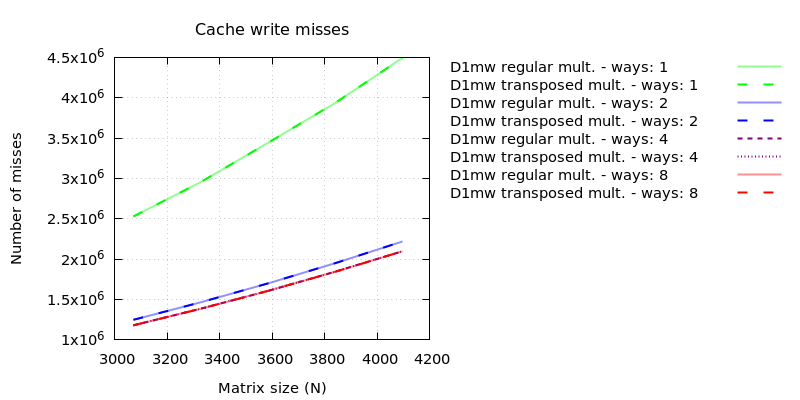 Cache write misses
4.5x10^6
4x10^6
3.5x10^6
3x10^6
2.5x10^6
2x10^6
1.5x10^6
1x10^6
Number of misses
3000 3200 3400 3600 3800 4000 4200
Matrix size (N)
D1mw regular mult. - ways: 1
D1mw transposed mult. - ways: 1
D1mw regular mult. - ways: 2
D1mw transposed mult. - ways: 2
D1mw regular mult. - ways: 4
D1mw transposed mult. - ways: 4
D1mw regular mult. - ways: 8
D1mw transposed mult. - ways: 8